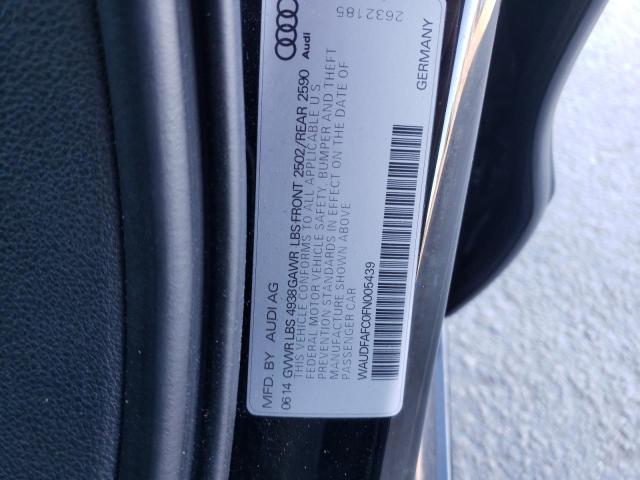 MFD. BY AUDI AG
Audi
0614 GVWR LBS 4938 GAWR LBS FRONT 2502/REAR 2590
THIS VEHICLE CONFORMS TO ALL APPLICABLE U S
FEDERAL MOTOR VEHICLE SAFETY, BUMPER AND THEFT
PREVENTION STANDARDS IN EFFECT ON THE DATE OF
MANUFACTURE SHOWN ABOVE
PASSENGER CAR
WAUDFAFC0FN005439
2632185
GERMANY